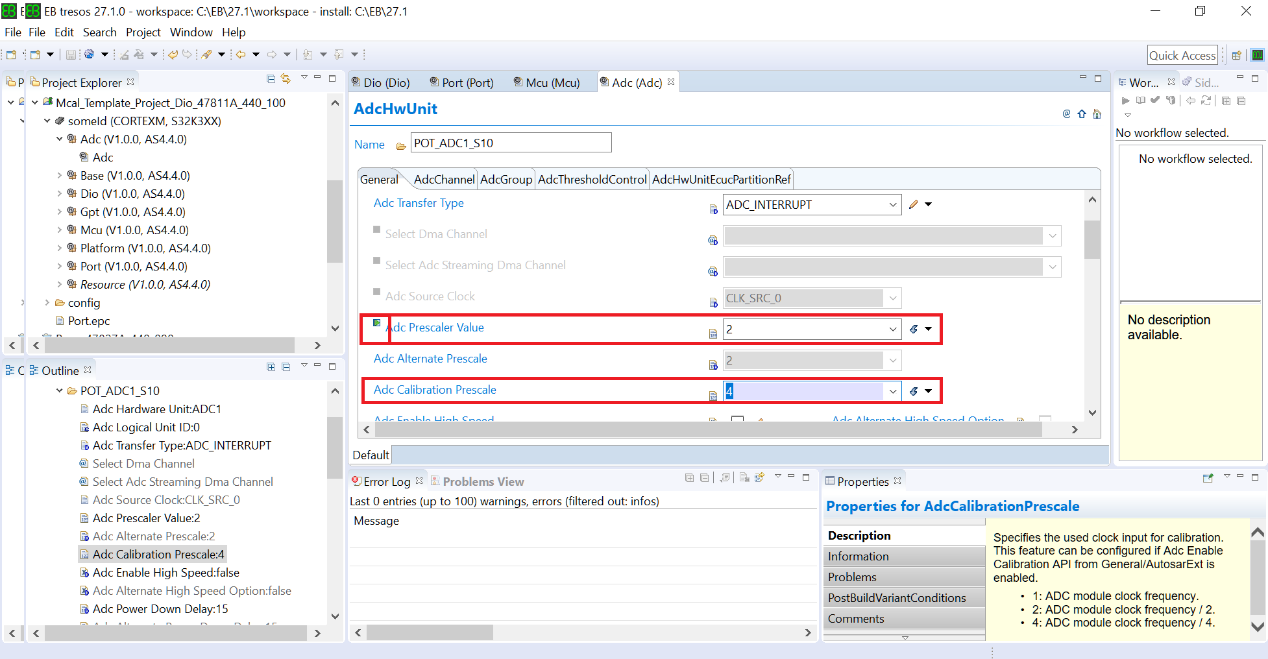 EB tresos 27.1.0 - workspace: C:\EB\27.1\workspace - install: C:\EB\27.1
File File Edit Search Project Window Help
Quick Access
Project Explorer
Mcal_Template_Project_Dio_47811A_440_100
someId (CORTEXM, S32K3XX)
Adc (V1.0.0, AS4.4.0)
Adc
Base (V1.0.0, AS4.4.0)
Dio (V1.0.0, AS4.4.0)
Gpt (V1.0.0, AS4.4.0)
Mcu (V1.0.0, AS4.4.0)
Platform (V1.0.0, AS4.4.0)
Port (V1.0.0, AS4.4.0)
Resource (V1.0.0, AS4.4.0)
config
Port.epc
Outline
POT_ADC1_S10
Adc Hardware Unit:ADC1
Adc Logical Unit ID:0
Adc Transfer Type:ADC_INTERRUPT
Select Dma Channel
Select Adc Streaming Dma Channel
Adc Source Clock:CLK_SRC_0
Adc Prescaler Value:2
Adc Alternate Prescale:2
Adc Calibration Prescale:4
Adc Enable High Speed:false
Adc Alternate High Speed Option:false
Adc Power Down Delay:15
Dio (Dio) Port (Port) Mcu (Mcu) Adc (Adc)
AdcHwUnit
Name POT_ADC1_S10
General AdcChannel AdcGroup AdcThresholdControl AdcHwUnitEcucPartitionRef
Adc Transfer Type ADC_INTERRUPT
Select Dma Channel
Select Adc Streaming Dma Channel
Adc Source Clock CLK_SRC_0
Adc Prescaler Value 2
Adc Alternate Prescale 2
Adc Calibration Prescale 4
Adc Enable High Speed Adc Alternate High Speed Option
Default
Error Log Problems View
Last 0 entries (up to 100) warnings, errors (filtered out: infos)
Message
Wor... Sid...
No workflow selected.
No workflow selected.
No description
available.
Properties
Properties for AdcCalibrationPrescale
Description
Information
Problems
PostBuildVariantConditions
Comments
Specifies the used clock input for calibration.
This feature can be configured if Adc Enable
Calibration API from General/AutosarExt is
enabled.
• 1: ADC module clock frequency.
• 2: ADC module clock frequency / 2.
• 4: ADC module clock frequency / 4.